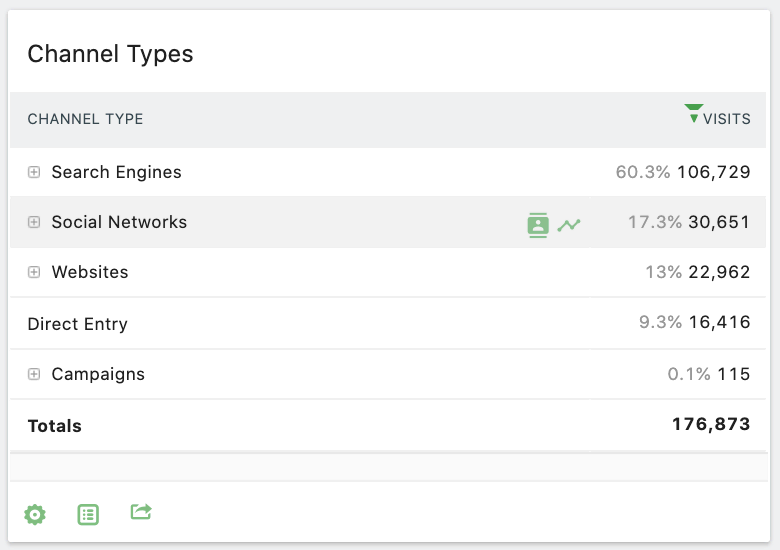 Channel Types
CHANNEL TYPE VISITS
Search Engines 60.3% 106,729
Social Networks 17.3% 30,651
Websites 13% 22,962
Direct Entry 9.3% 16,416
Campaigns 0.1% 115
Totals 176,873